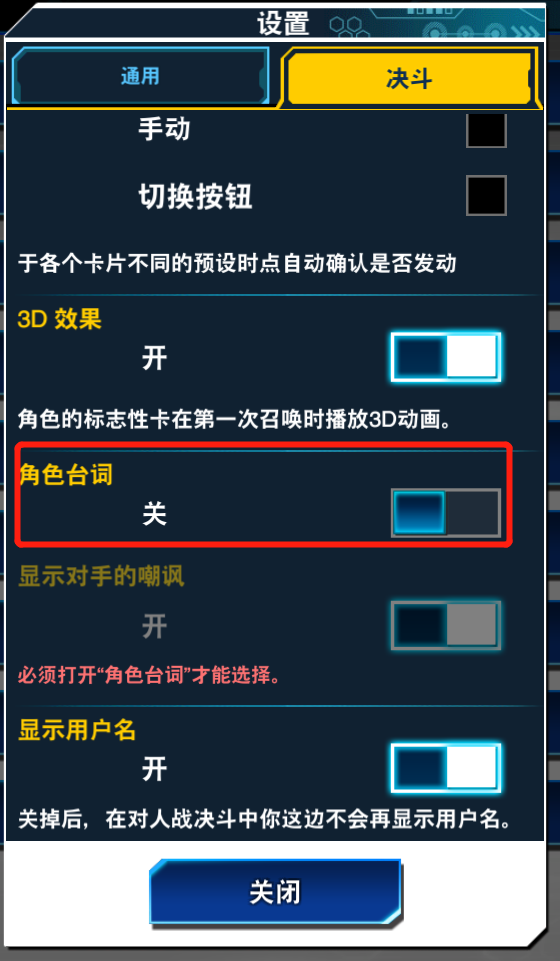 设置
通用
决斗
手动
切换按钮
于各个卡片不同的预设时点自动确认是否发动
3D 效果
开
角色的标志性卡在第一次召唤时播放3D动画。
角色台词
关
显示对手的嘲讽
开
必须打开“角色台词”才能选择。
显示用户名
开
关掉后，在对人战决斗中你这边不会再显示用户名。
关闭